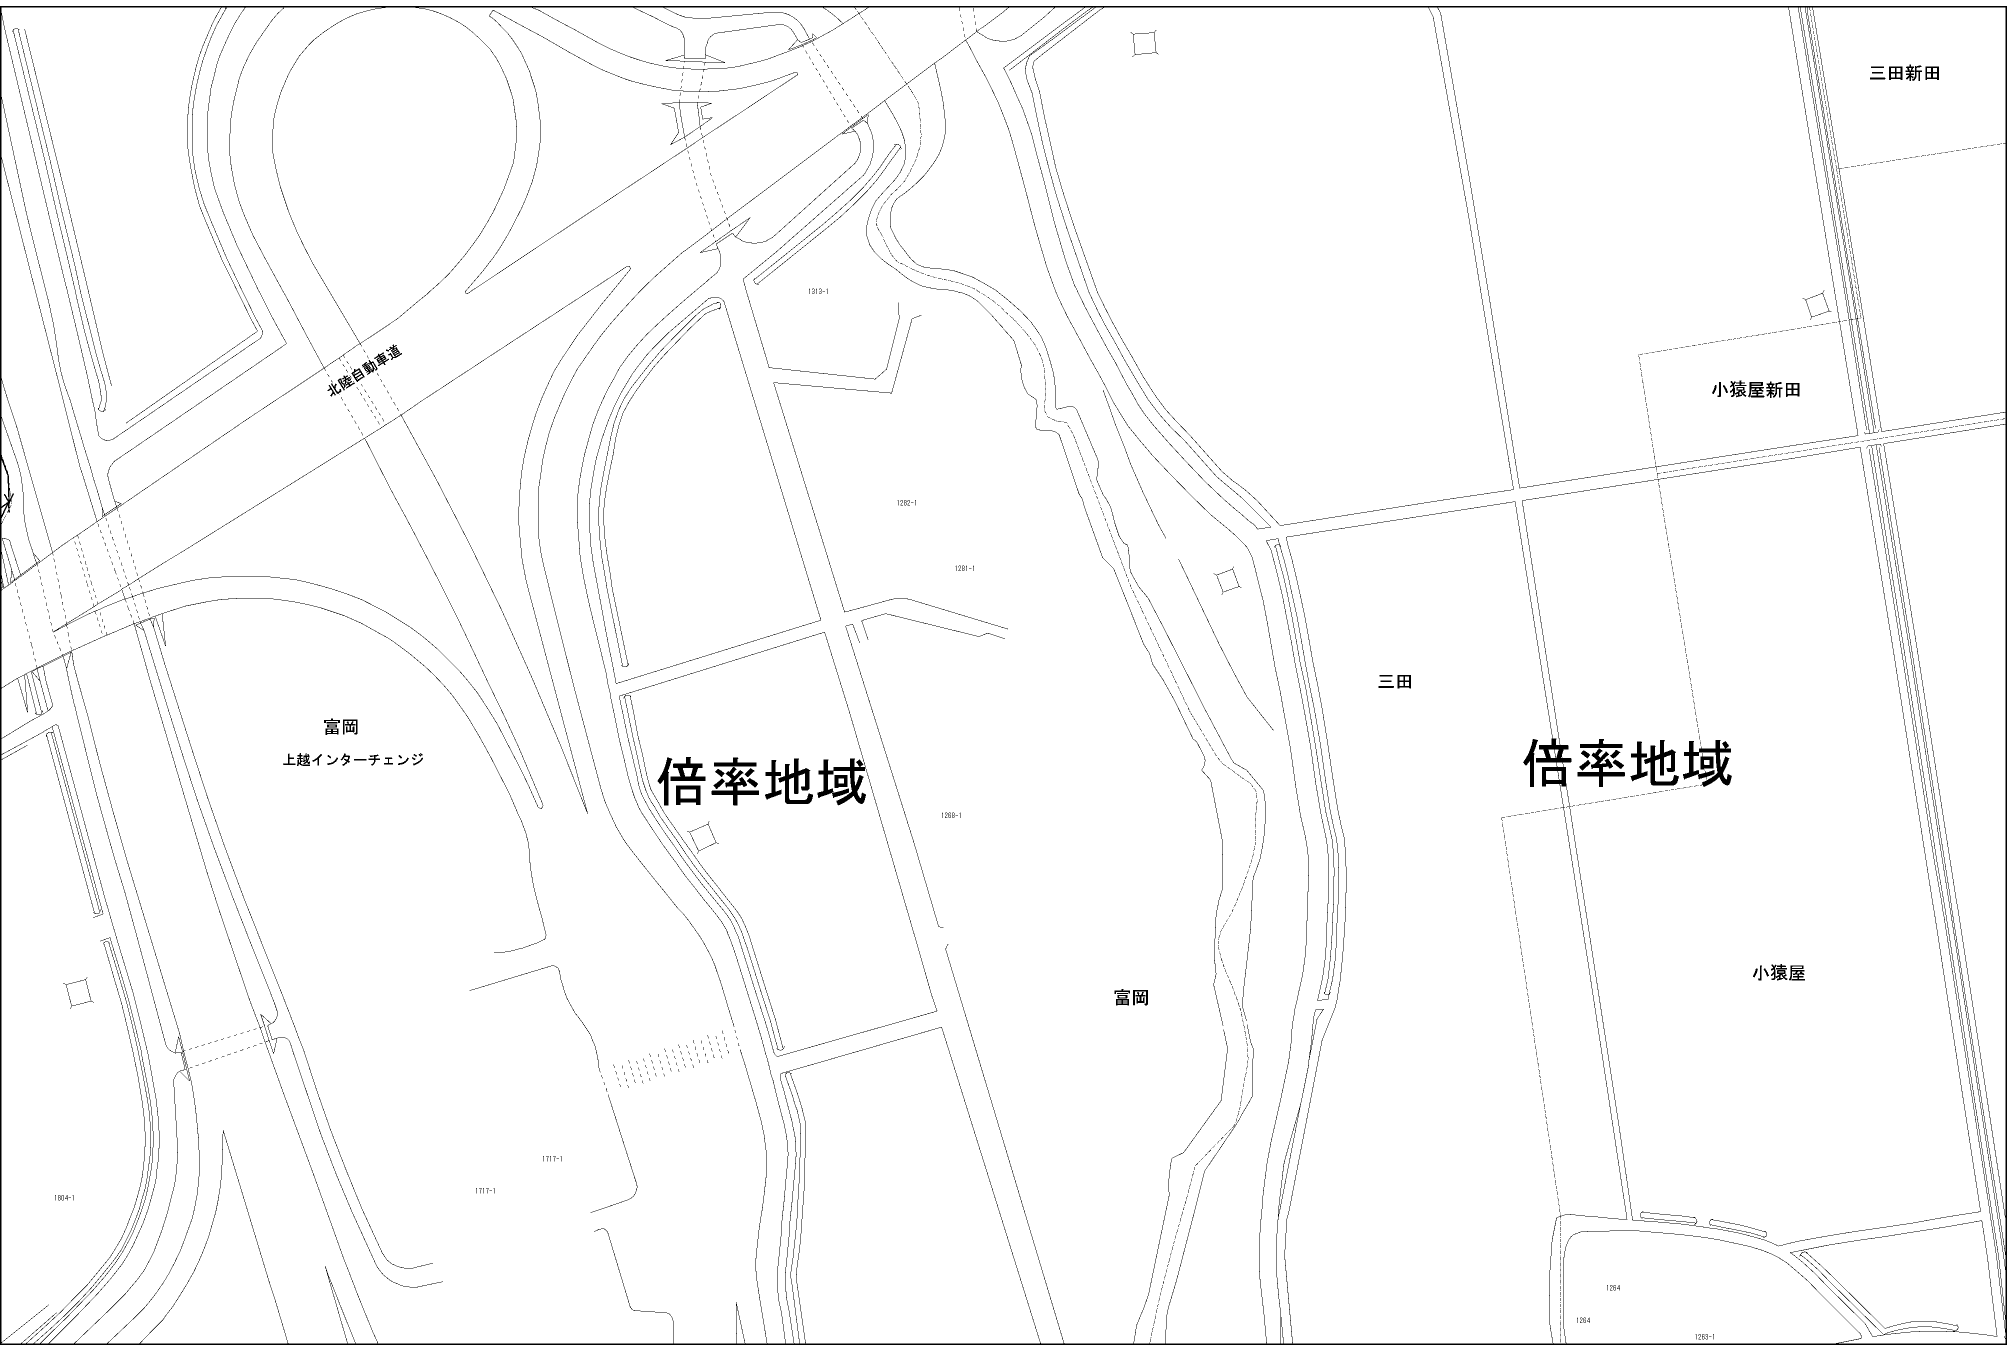 三田新田
1313-1
北陸自動車道
小猿屋新田
1282-1
1281-1
三田
富岡
上越インターチェンジ
倍率地域
倍率地域
1268-1
小猿屋
富岡
1717-1
1717-1
1804-1
1264
1264
1263-1